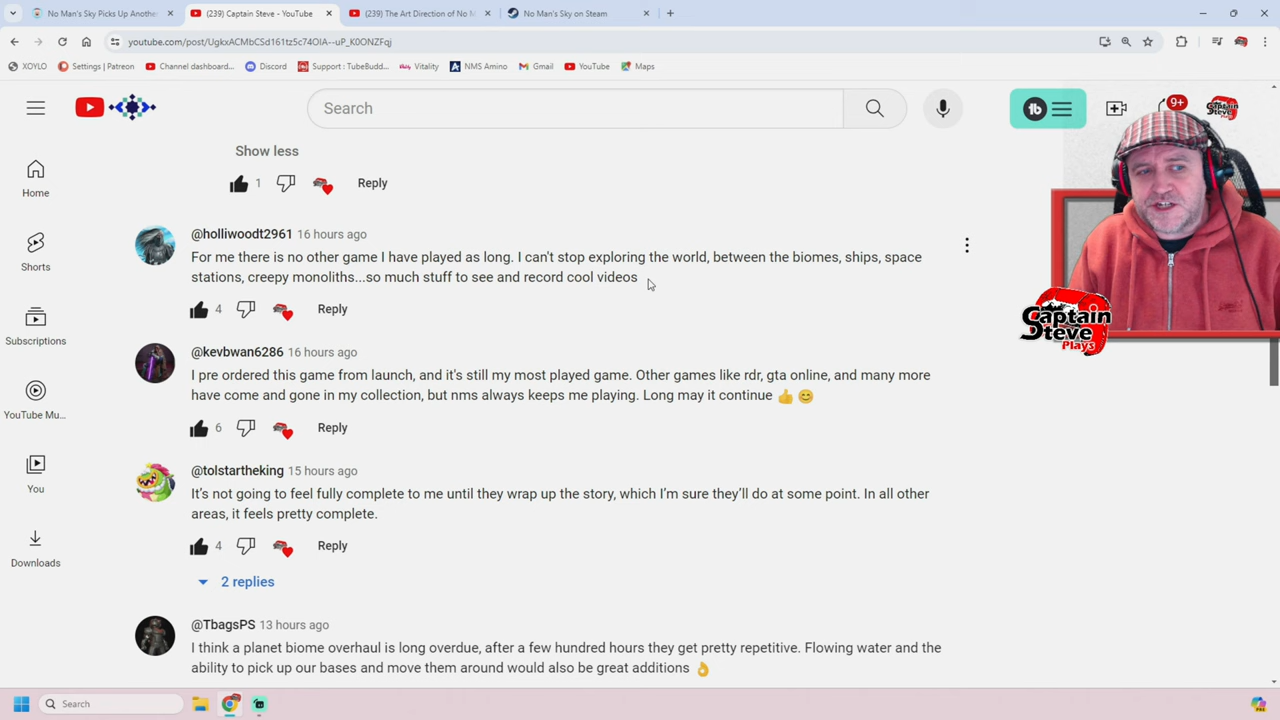 No Man's Sky Picks Up Anothe
(239) Captain Steve - YouTube
(239) The Art Direction of No M
No Man's Sky on Steam
youtube.com/post/UgkxACMbCSd161tz5c74OIA--uP_K0ONZFqj
XOYLO
Settings | Patreon
Channel dashboard...
Discord
Support : TubeBudd...
Vitality
NMS Amino
Gmail
YouTube
Maps
Search
9+
Home
Shorts
Subscriptions
YouTube Mu...
You
Downloads
Show less
1
Reply
@holliwoodt2961 16 hours ago
For me there is no other game I have played as long. I can't stop exploring the world, between the biomes, ships, space
stations, creepy monoliths...so much stuff to see and record cool videos
4
Reply
Captain
Steve
Plays
@kevbwan6286 16 hours ago
I pre ordered this game from launch, and it's still my most played game. Other games like rdr, gta online, and many more
have come and gone in my collection, but nms always keeps me playing. Long may it continue 👍 😊
6
Reply
@tolstartheking 15 hours ago
It's not going to feel fully complete to me until they wrap up the story, which I'm sure they'll do at some point. In all other
areas, it feels pretty complete.
4
Reply
2 replies
@TbagsPS 13 hours ago
I think a planet biome overhaul is long overdue, after a few hundred hours they get pretty repetitive. Flowing water and the
ability to pick up our bases and move them around would also be great additions 👌
Search